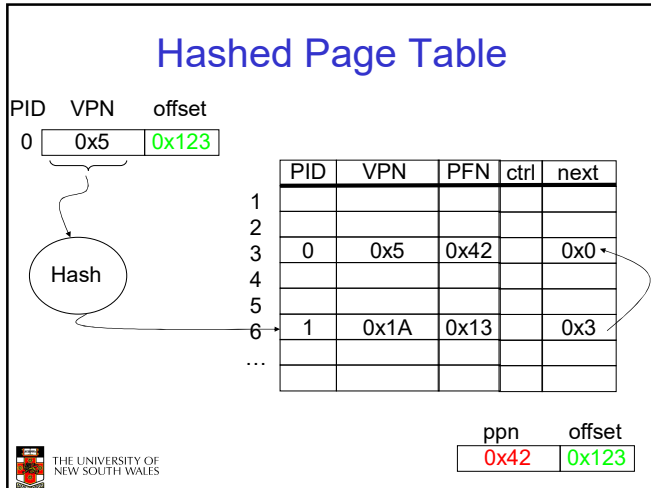 Hashed Page Table
PID VPN offset
0 0x5 0x123
Hash
PID VPN PFN ctrl next
1
2
3 0 0x5 0x42 0x0
4
5
6 1 0x1A 0x13 0x3
...
ppn offset
0x42 0x123
THE UNIVERSITY OF
NEW SOUTH WALES